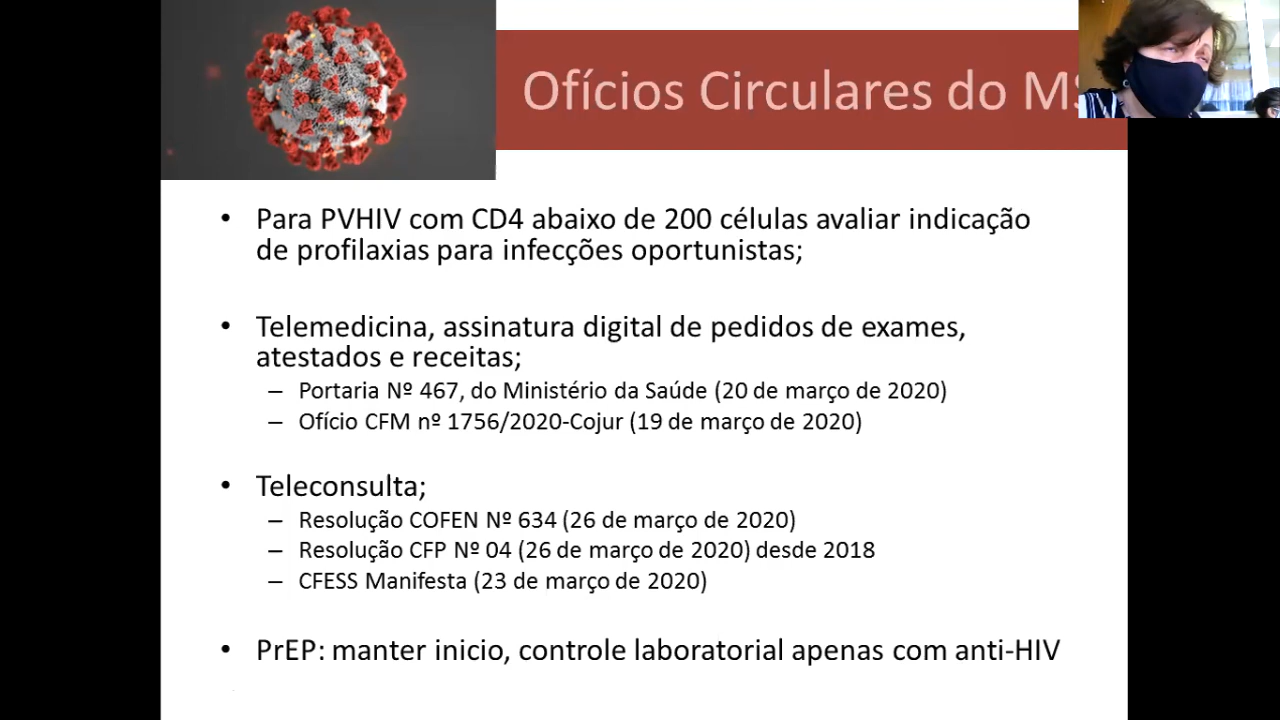 Ofícios Circulares do MS
• Para PVHIV com CD4 abaixo de 200 células avaliar indicação
de profilaxias para infecções oportunistas;
• Telemedicina, assinatura digital de pedidos de exames,
atestados e receitas;
– Portaria Nº 467, do Ministério da Saúde (20 de março de 2020)
– Ofício CFM nº 1756/2020-Cojur (19 de março de 2020)
• Teleconsulta;
– Resolução COFEN Nº 634 (26 de março de 2020)
– Resolução CFP Nº 04 (26 de março de 2020) desde 2018
– CFESS Manifesta (23 de março de 2020)
• PrEP: manter inicio, controle laboratorial apenas com anti-HIV